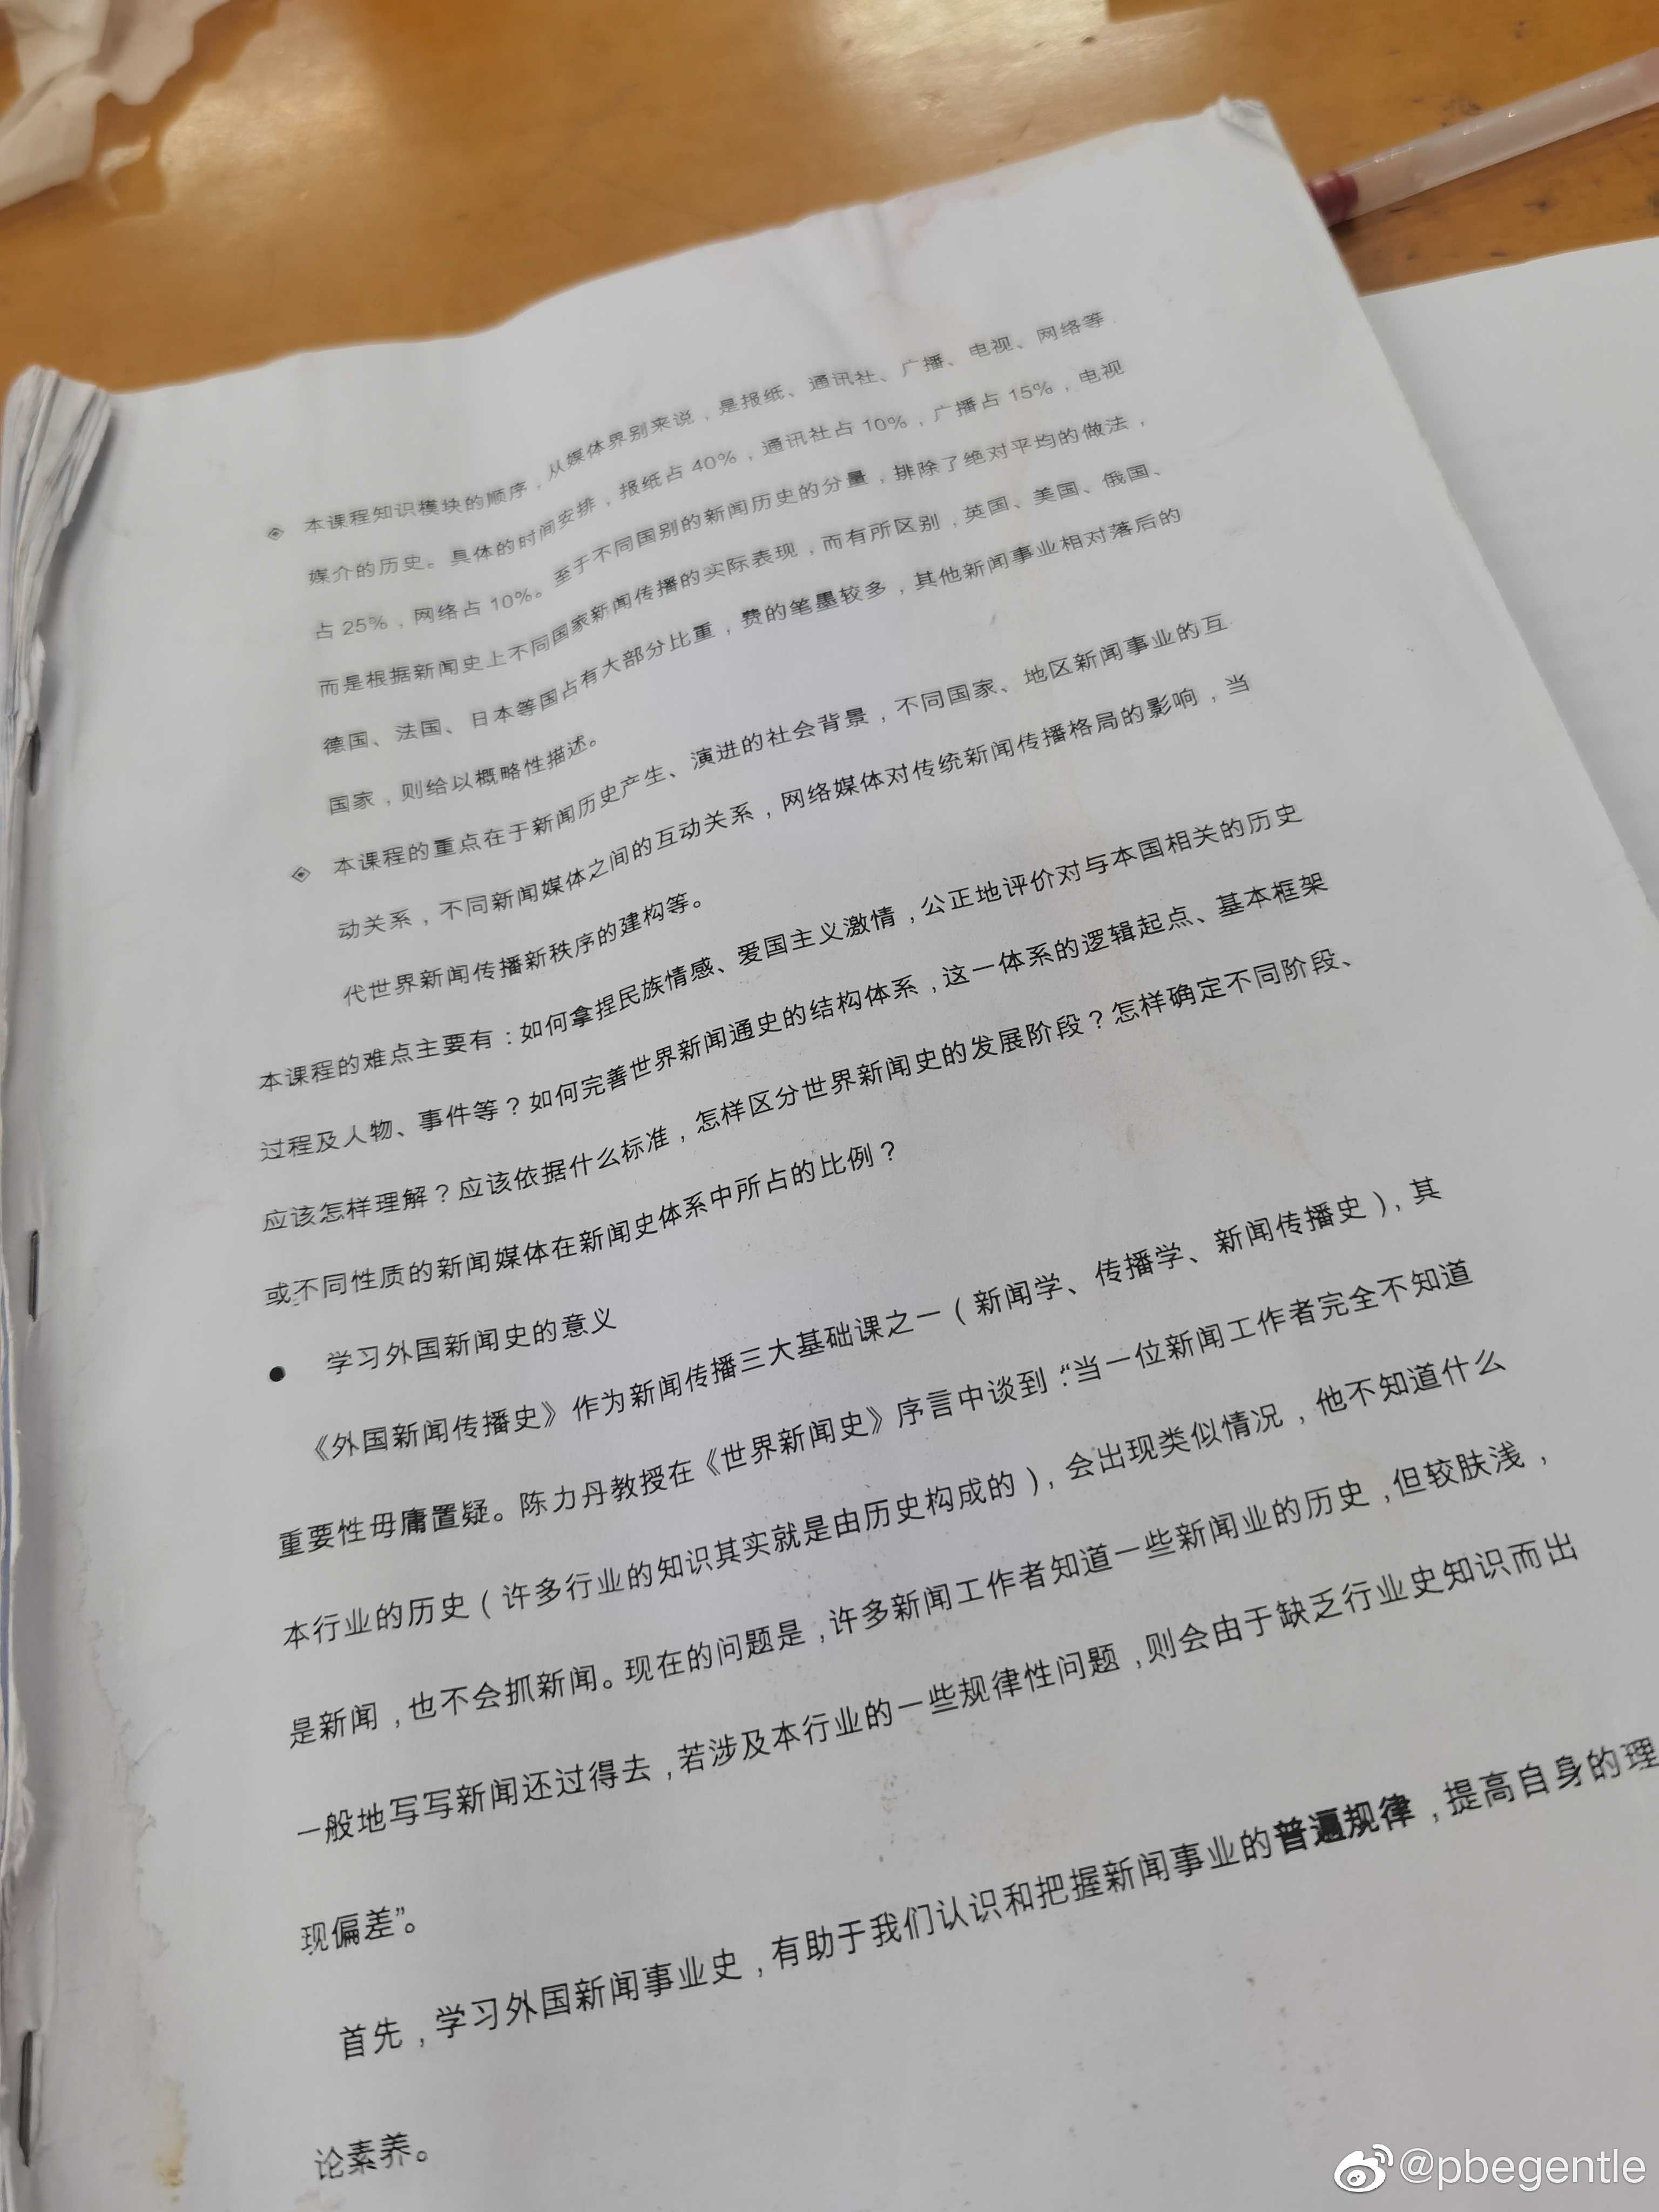 本课程知识模块的顺序，从媒体界别来说，是报纸、通讯社、广播、电视、网络等
媒介的历史。具体的时间安排，报纸占 40%，通讯社占 10%，广播占 15%，电视
占 25%，网络占 10%。至于不同国别的新闻历史的分量，排除了绝对平均的做法，
而是根据新闻史上不同国家新闻传播的实际表现，而有所区别，英国、美国、俄国、
德国、法国、日本等国占有大部分比重，费的笔墨较多，其他新闻事业相对落后的
国家，则给以概略性描述。
本课程的重点在于新闻历史产生、演进的社会背景，不同国家、地区新闻事业的互
动关系，不同新闻媒体之间的互动关系，网络媒体对传统新闻传播格局的影响，当
代世界新闻传播新秩序的建构等。
本课程的难点主要有：如何拿捏民族情感、爱国主义激情，公正地评价对与本国相关的历史
过程及人物、事件等？如何完善世界新闻通史的结构体系，这一体系的逻辑起点、基本框架
应该怎样理解？应该依据什么标准，怎样区分世界新闻史的发展阶段？怎样确定不同阶段、
或不同性质的新闻媒体在新闻史体系中所占的比例？
● 学习外国新闻史的意义
《外国新闻传播史》作为新闻传播三大基础课之一（新闻学、传播学、新闻传播史），其
重要性毋庸置疑。陈力丹教授在《世界新闻史》序言中谈到：“当一位新闻工作者完全不知道
本行业的历史（许多行业的知识其实就是由历史构成的），会出现类似情况，他不知道什么
是新闻，也不会抓新闻。现在的问题是，许多新闻工作者知道一些新闻业的历史，但较肤浅，
一般地写写新闻还过得去，若涉及本行业的一些规律性问题，则会由于缺乏行业史知识而出
现偏差”。
首先，学习外国新闻事业史，有助于我们认识和把握新闻事业的普遍规律，提高自身的理
论素养。
@pbegentle